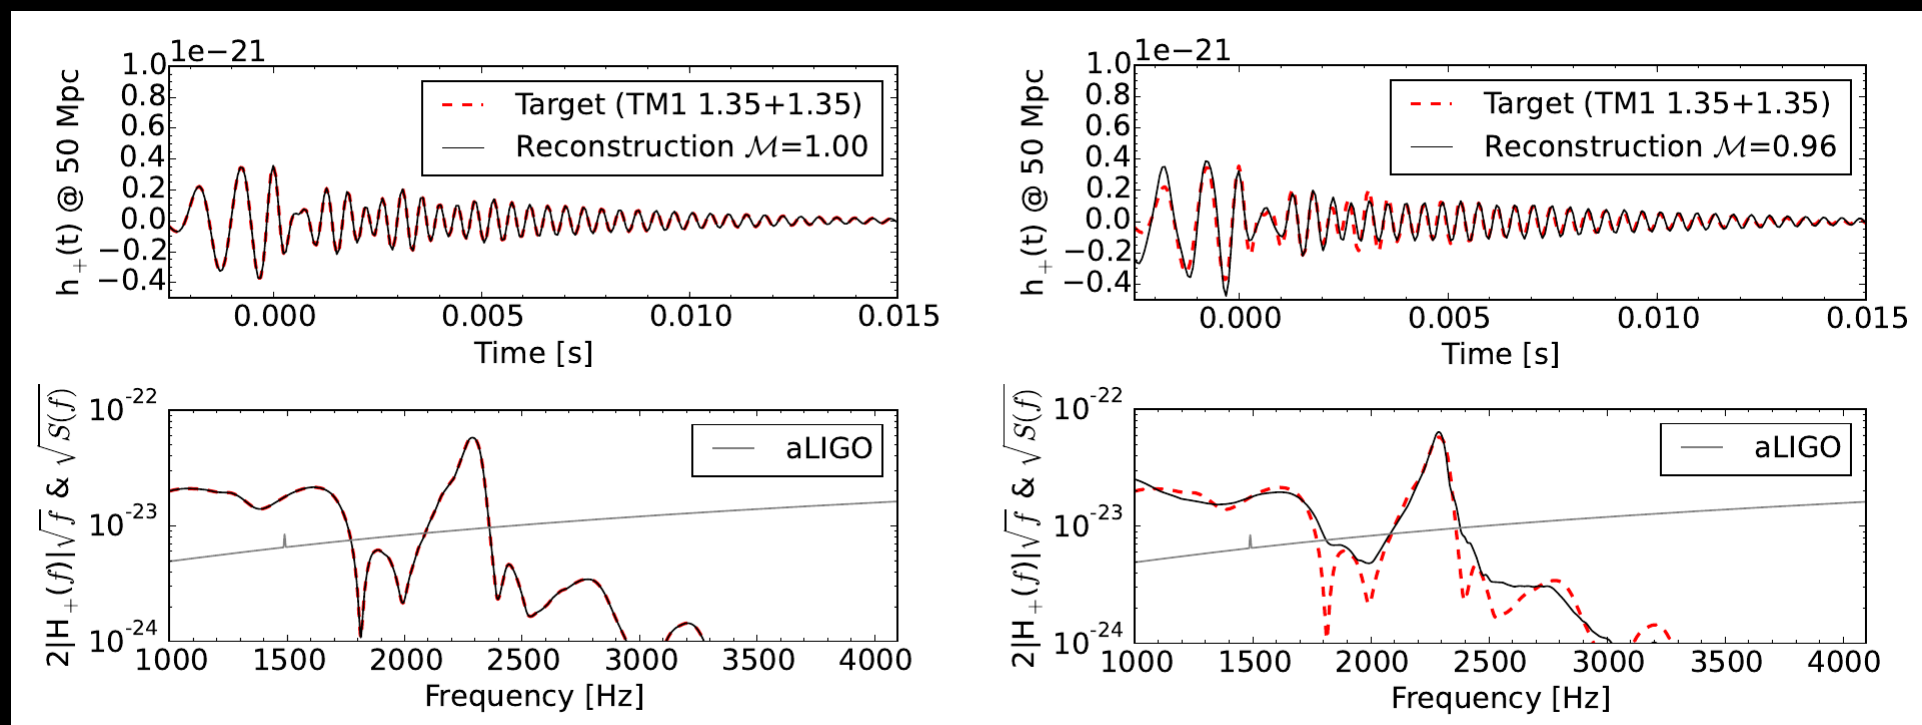 1e−21
1.0
0.8
0.6
0.4
0.2
0.0
−0.2
−0.4
h₊(t) @ 50 Mpc
Target (TM1 1.35+1.35)
Reconstruction ℳ=1.00
0.000 0.005 0.010 0.015
Time [s]
1e−21
1.0
0.8
0.6
0.4
0.2
0.0
−0.2
−0.4
h₊(t) @ 50 Mpc
Target (TM1 1.35+1.35)
Reconstruction ℳ=0.96
0.000 0.005 0.010 0.015
Time [s]
10⁻²²
10⁻²³
10⁻²⁴
2|H₊(f)|√f & √S(f)
aLIGO
1000 1500 2000 2500 3000 3500 4000
Frequency [Hz]
10⁻²²
10⁻²³
10⁻²⁴
2|H₊(f)|√f & √S(f)
aLIGO
1000 1500 2000 2500 3000 3500 4000
Frequency [Hz]